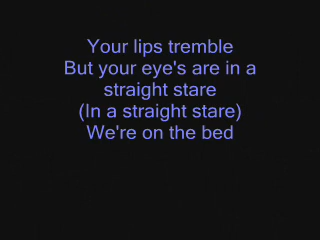 Your lips tremble
But your eye's are in a
straight stare
(In a straight stare)
We're on the bed